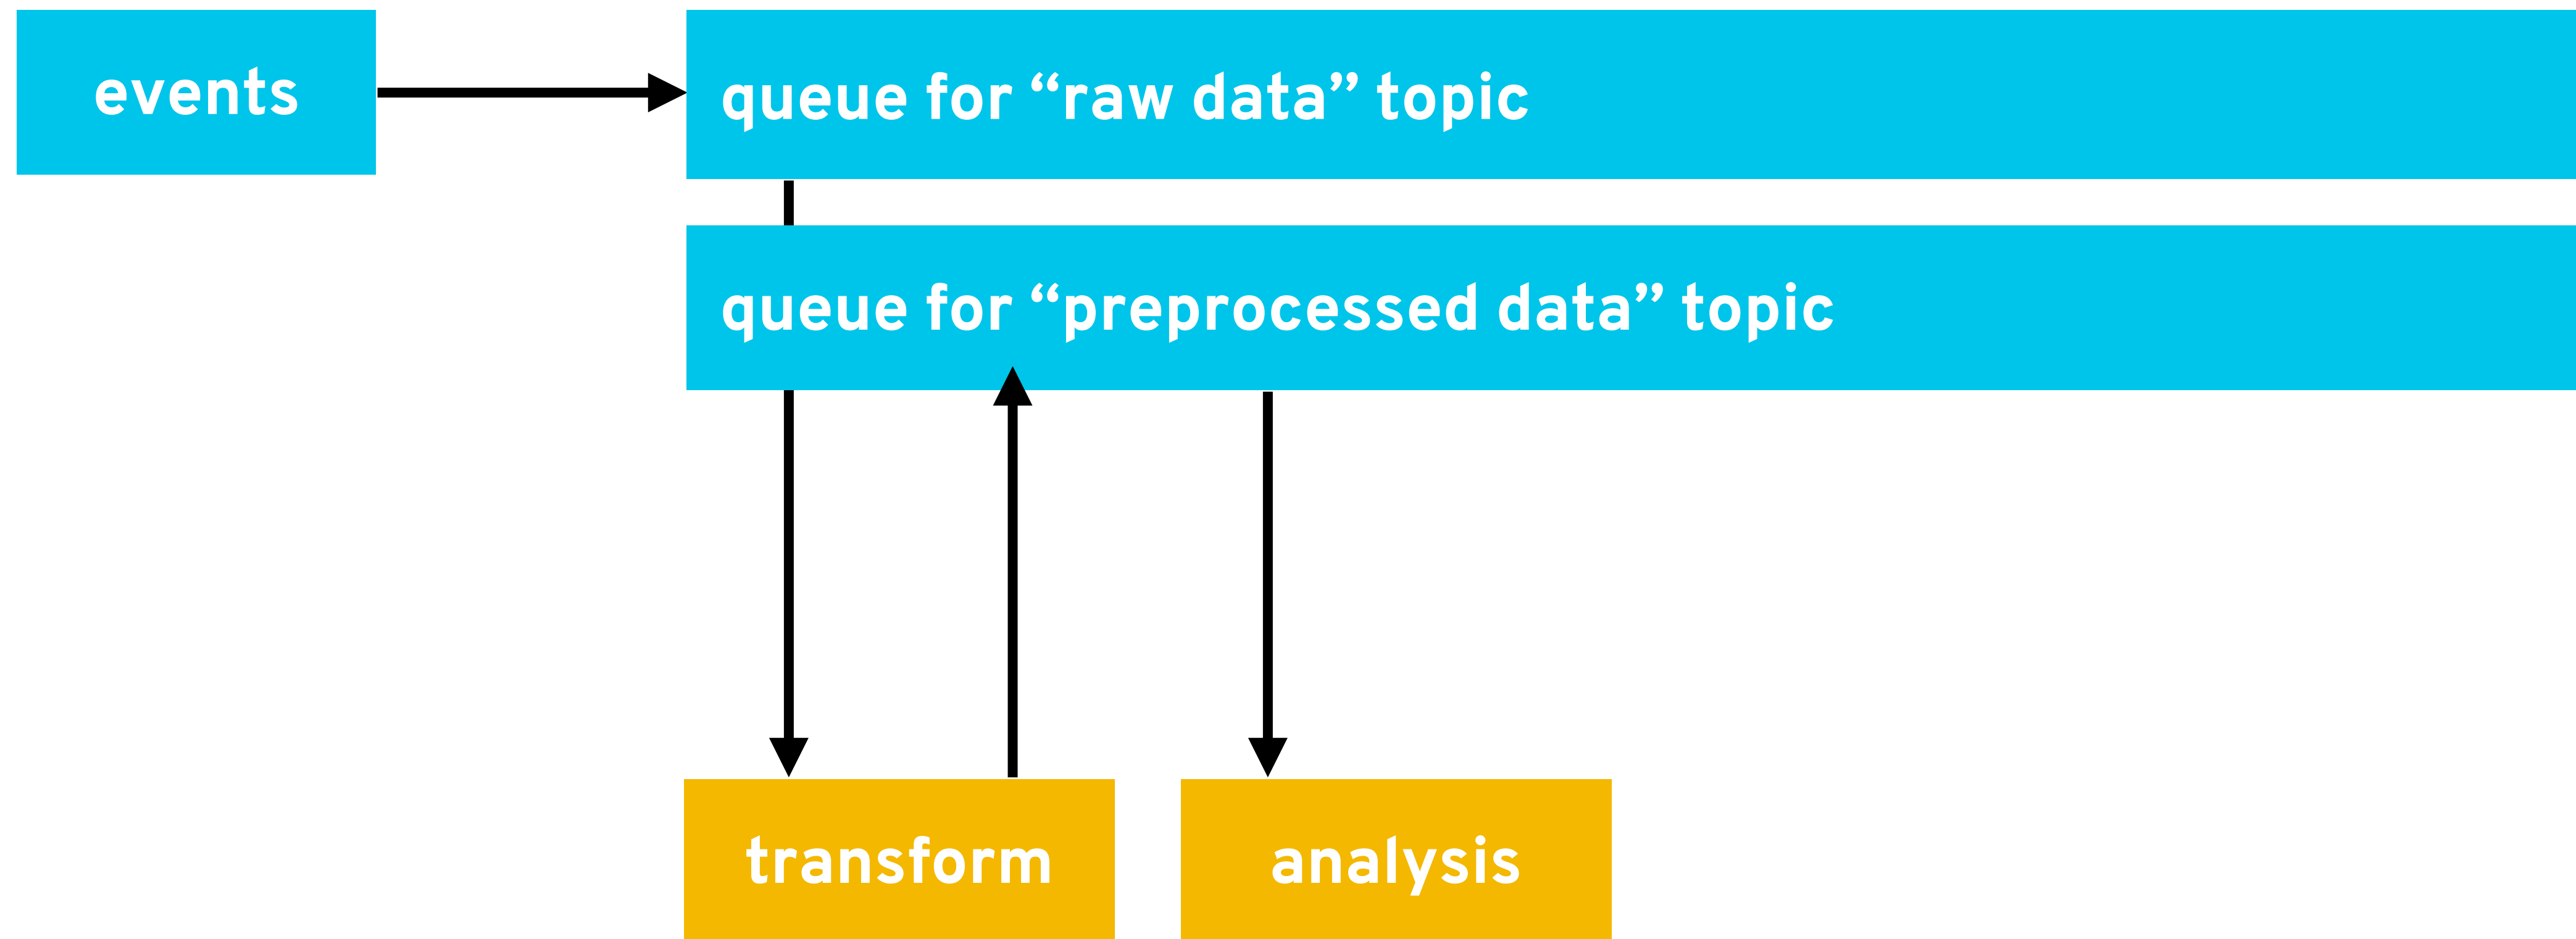 events
queue for “raw data” topic
queue for “preprocessed data” topic
transform
analysis